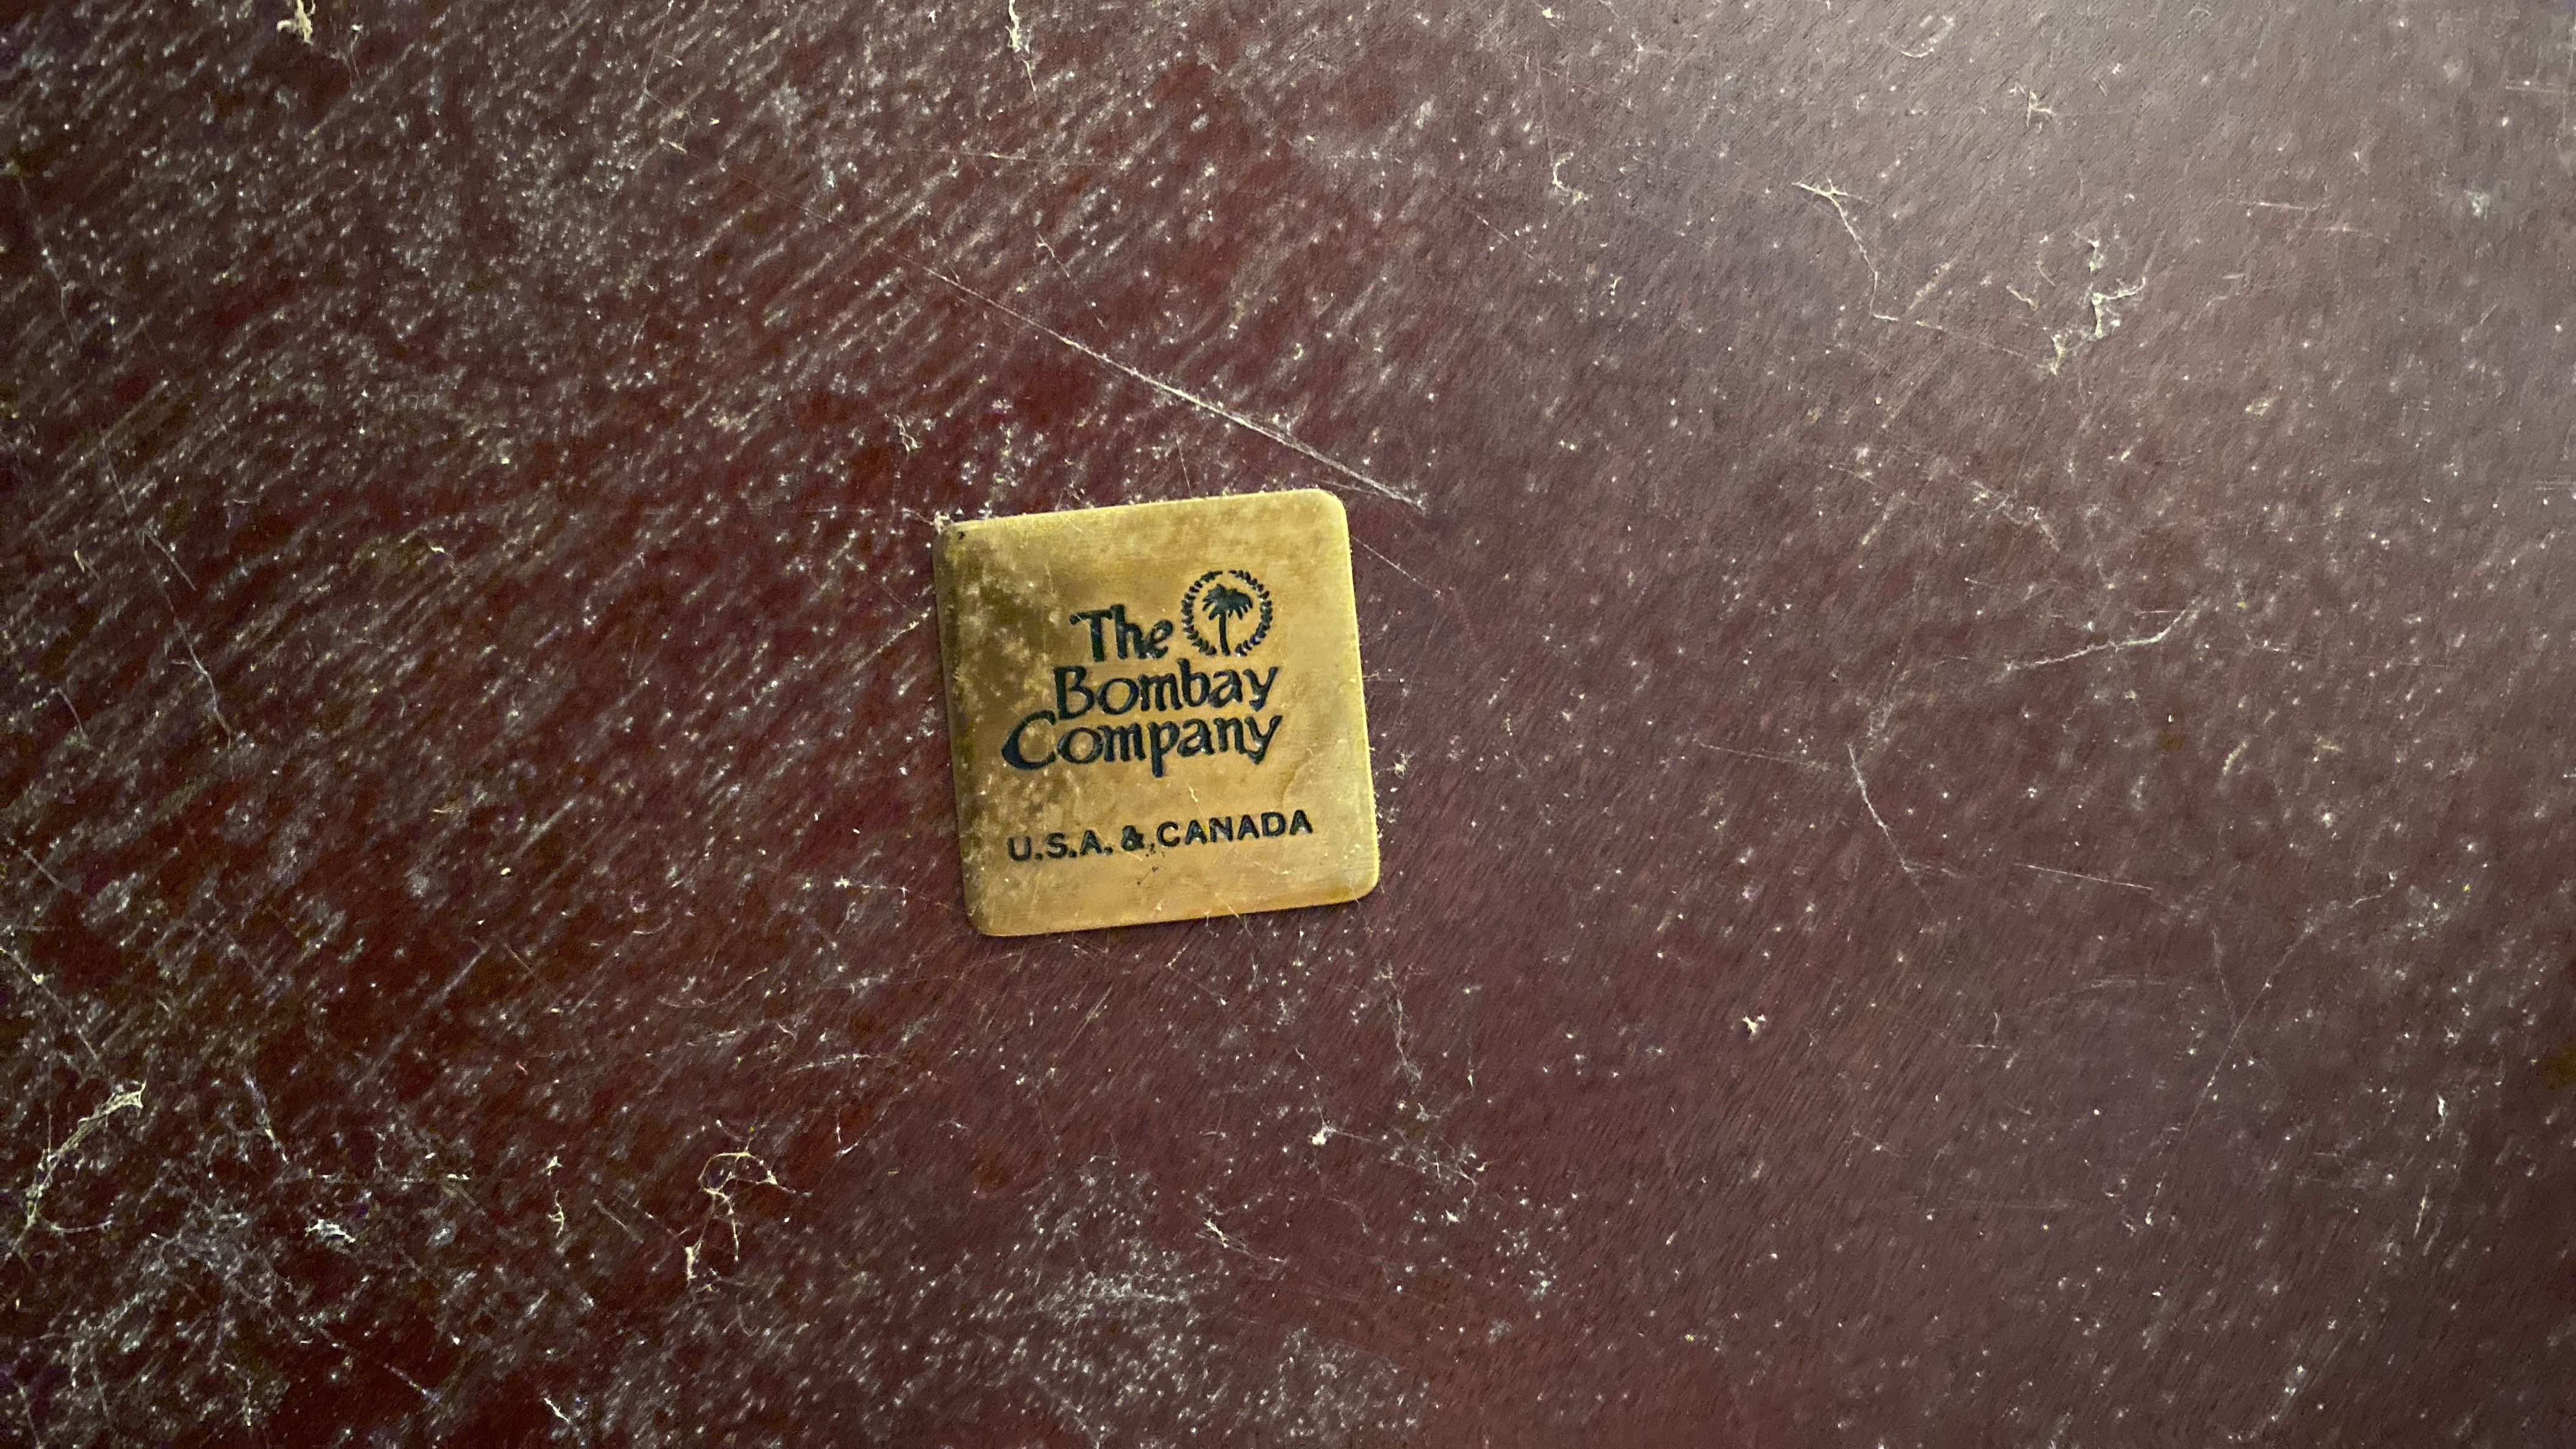 The
Bombay
Company
U.S.A. & CANADA